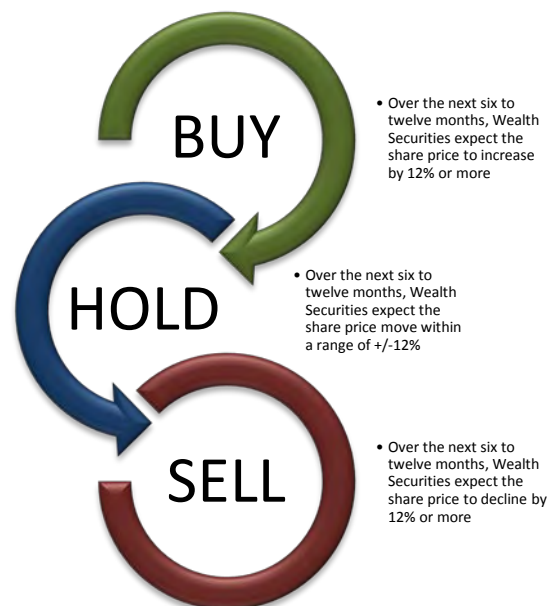 BUY
• Over the next six to
twelve months, Wealth
Securities expect the
share price to increase
by 12% or more
HOLD
• Over the next six to
twelve months, Wealth
Securities expect the
share price move within
a range of +/-12%
SELL
• Over the next six to
twelve months, Wealth
Securities expect the
share price to decline by
12% or more